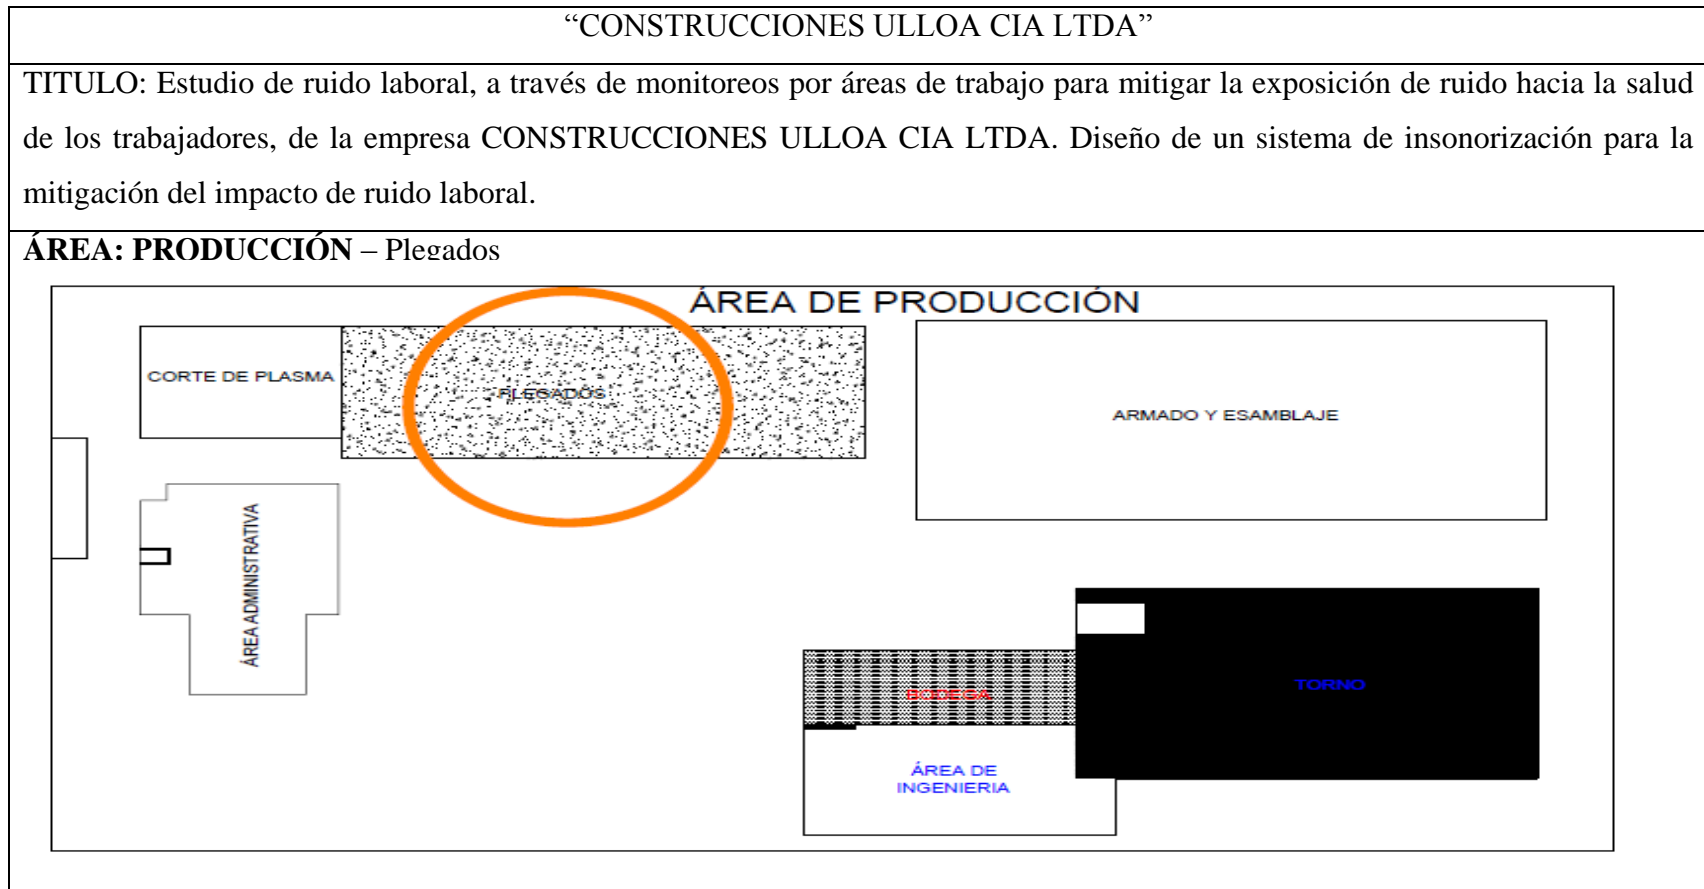 “CONSTRUCCIONES ULLOA CIA LTDA”
TITULO: Estudio de ruido laboral, a través de monitoreos por áreas de trabajo para mitigar la exposición de ruido hacia la salud
de los trabajadores, de la empresa CONSTRUCCIONES ULLOA CIA LTDA. Diseño de un sistema de insonorización para la
mitigación del impacto de ruido laboral.
ÁREA: PRODUCCIÓN – Plegados
ÁREA DE PRODUCCIÓN
CORTE DE PLASMA
PLEGADOS
ARMADO Y ESAMBLAJE
ÁREA ADMINISTRATIVA
BODEGA
TORNO
ÁREA DE
INGENIERIA